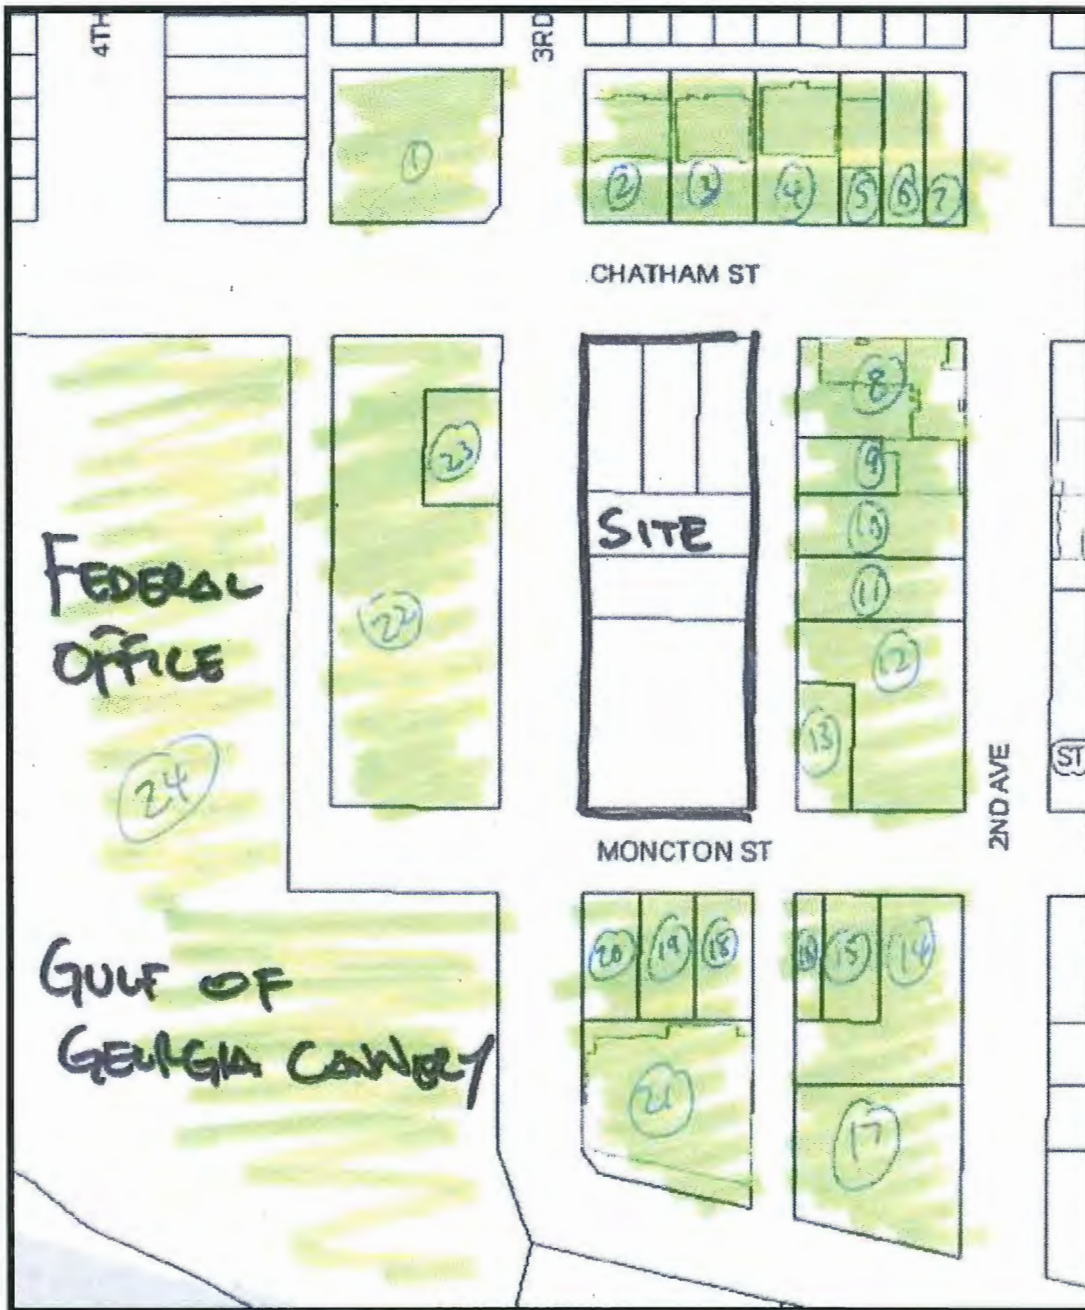 4TH
3RD
1
2
3
4
5
6
7
CHATHAM ST
8
23
9
SITE
10
FEDERAL
OFFICE
22
11
12
13
24
ST
2ND AVE
MONCTON ST
20
19
18
16
15
14
GULF OF
GEORGIA CANNERY
21
17